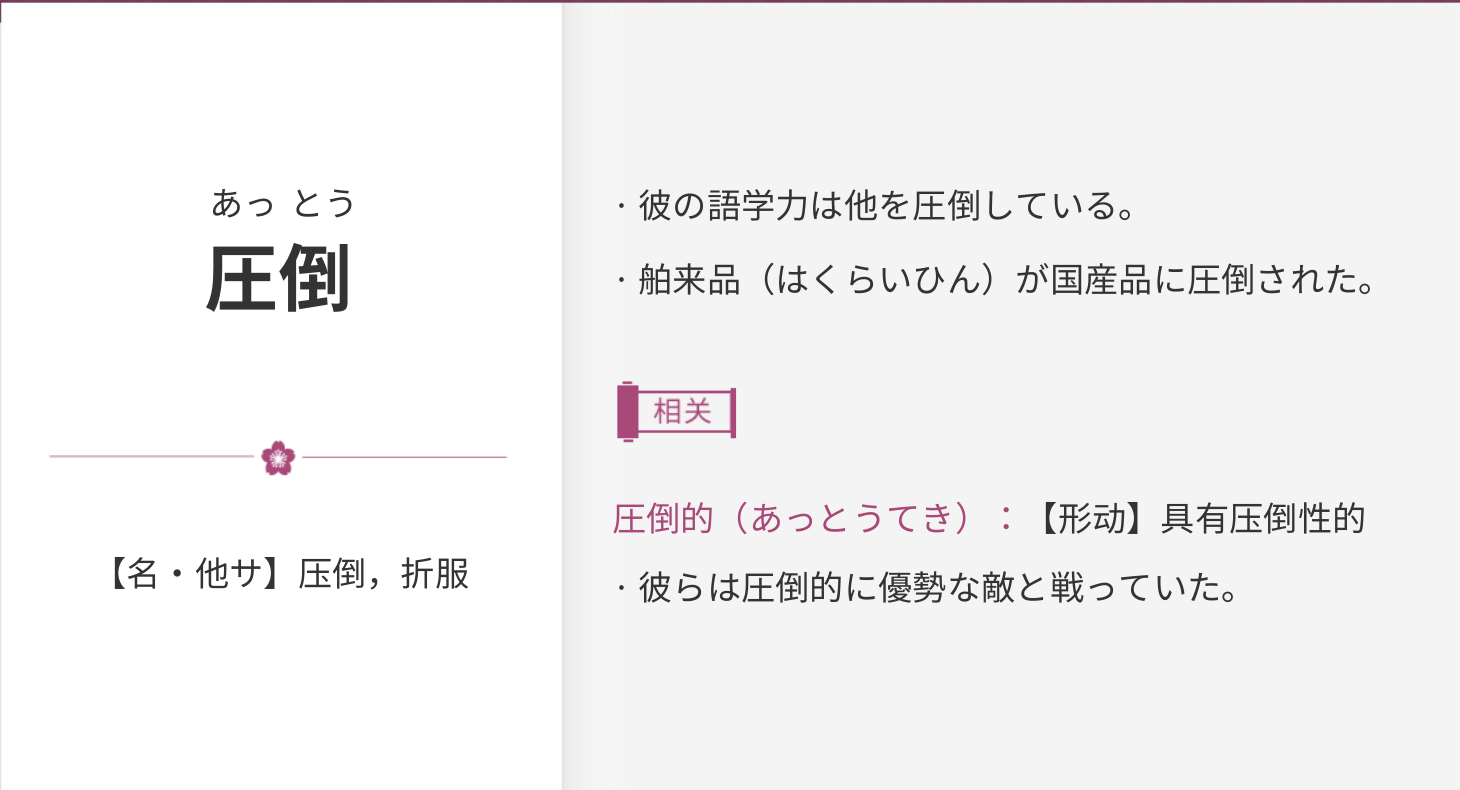 あっ とう
圧倒
【名・他サ】压倒，折服
· 彼の語学力は他を圧倒している。
· 舶来品（はくらいひん）が国産品に圧倒された。
相关
圧倒的（あっとうてき）：【形动】具有压倒性的
· 彼らは圧倒的に優勢な敵と戦っていた。